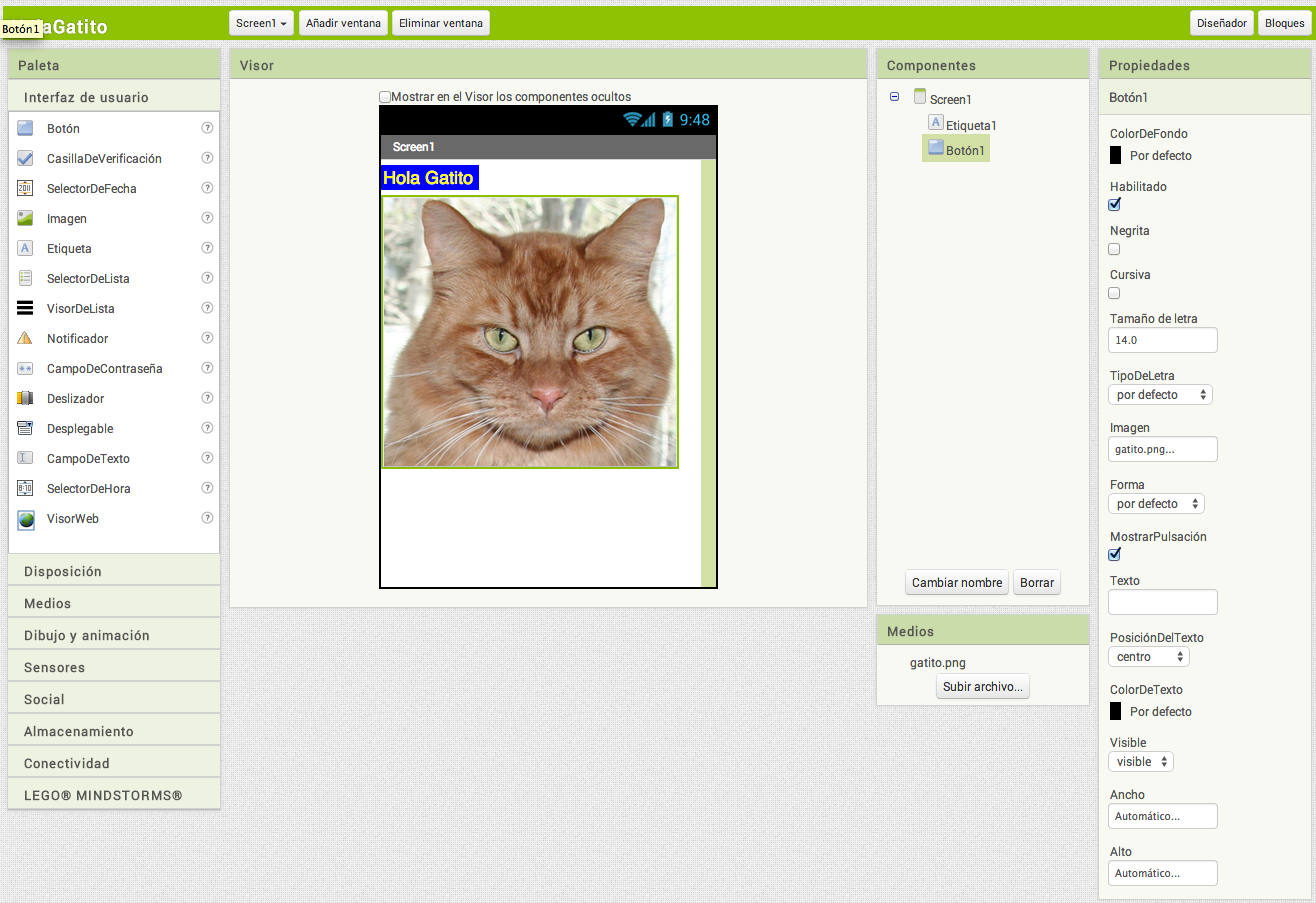 Botón1
aGatito
Screen1
Añadir ventana
Eliminar ventana
Diseñador
Bloques
Paleta
Interfaz de usuario
Botón ?
CasillaDeVerificación ?
2011 SelectorDeFecha ?
Imagen ?
A Etiqueta ?
SelectorDeLista ?
VisorDeLista ?
Notificador ?
** CampoDeContraseña ?
Deslizador ?
Desplegable ?
I CampoDeTexto ?
8:10 SelectorDeHora ?
VisorWeb ?
Disposición
Medios
Dibujo y animación
Sensores
Social
Almacenamiento
Conectividad
LEGO® MINDSTORMS®
Visor
Mostrar en el Visor los componentes ocultos
9:48
Screen1
Hola Gatito
Componentes
Screen1
A Etiqueta1
Botón1
Cambiar nombre
Borrar
Medios
gatito.png
Subir archivo...
Propiedades
Botón1
ColorDeFondo
Por defecto
Habilitado
Negrita
Cursiva
Tamaño de letra
14.0
TipoDeLetra
por defecto
Imagen
gatito.png...
Forma
por defecto
MostrarPulsación
Texto
PosiciónDelTexto
centro
ColorDeTexto
Por defecto
Visible
visible
Ancho
Automático...
Alto
Automático...